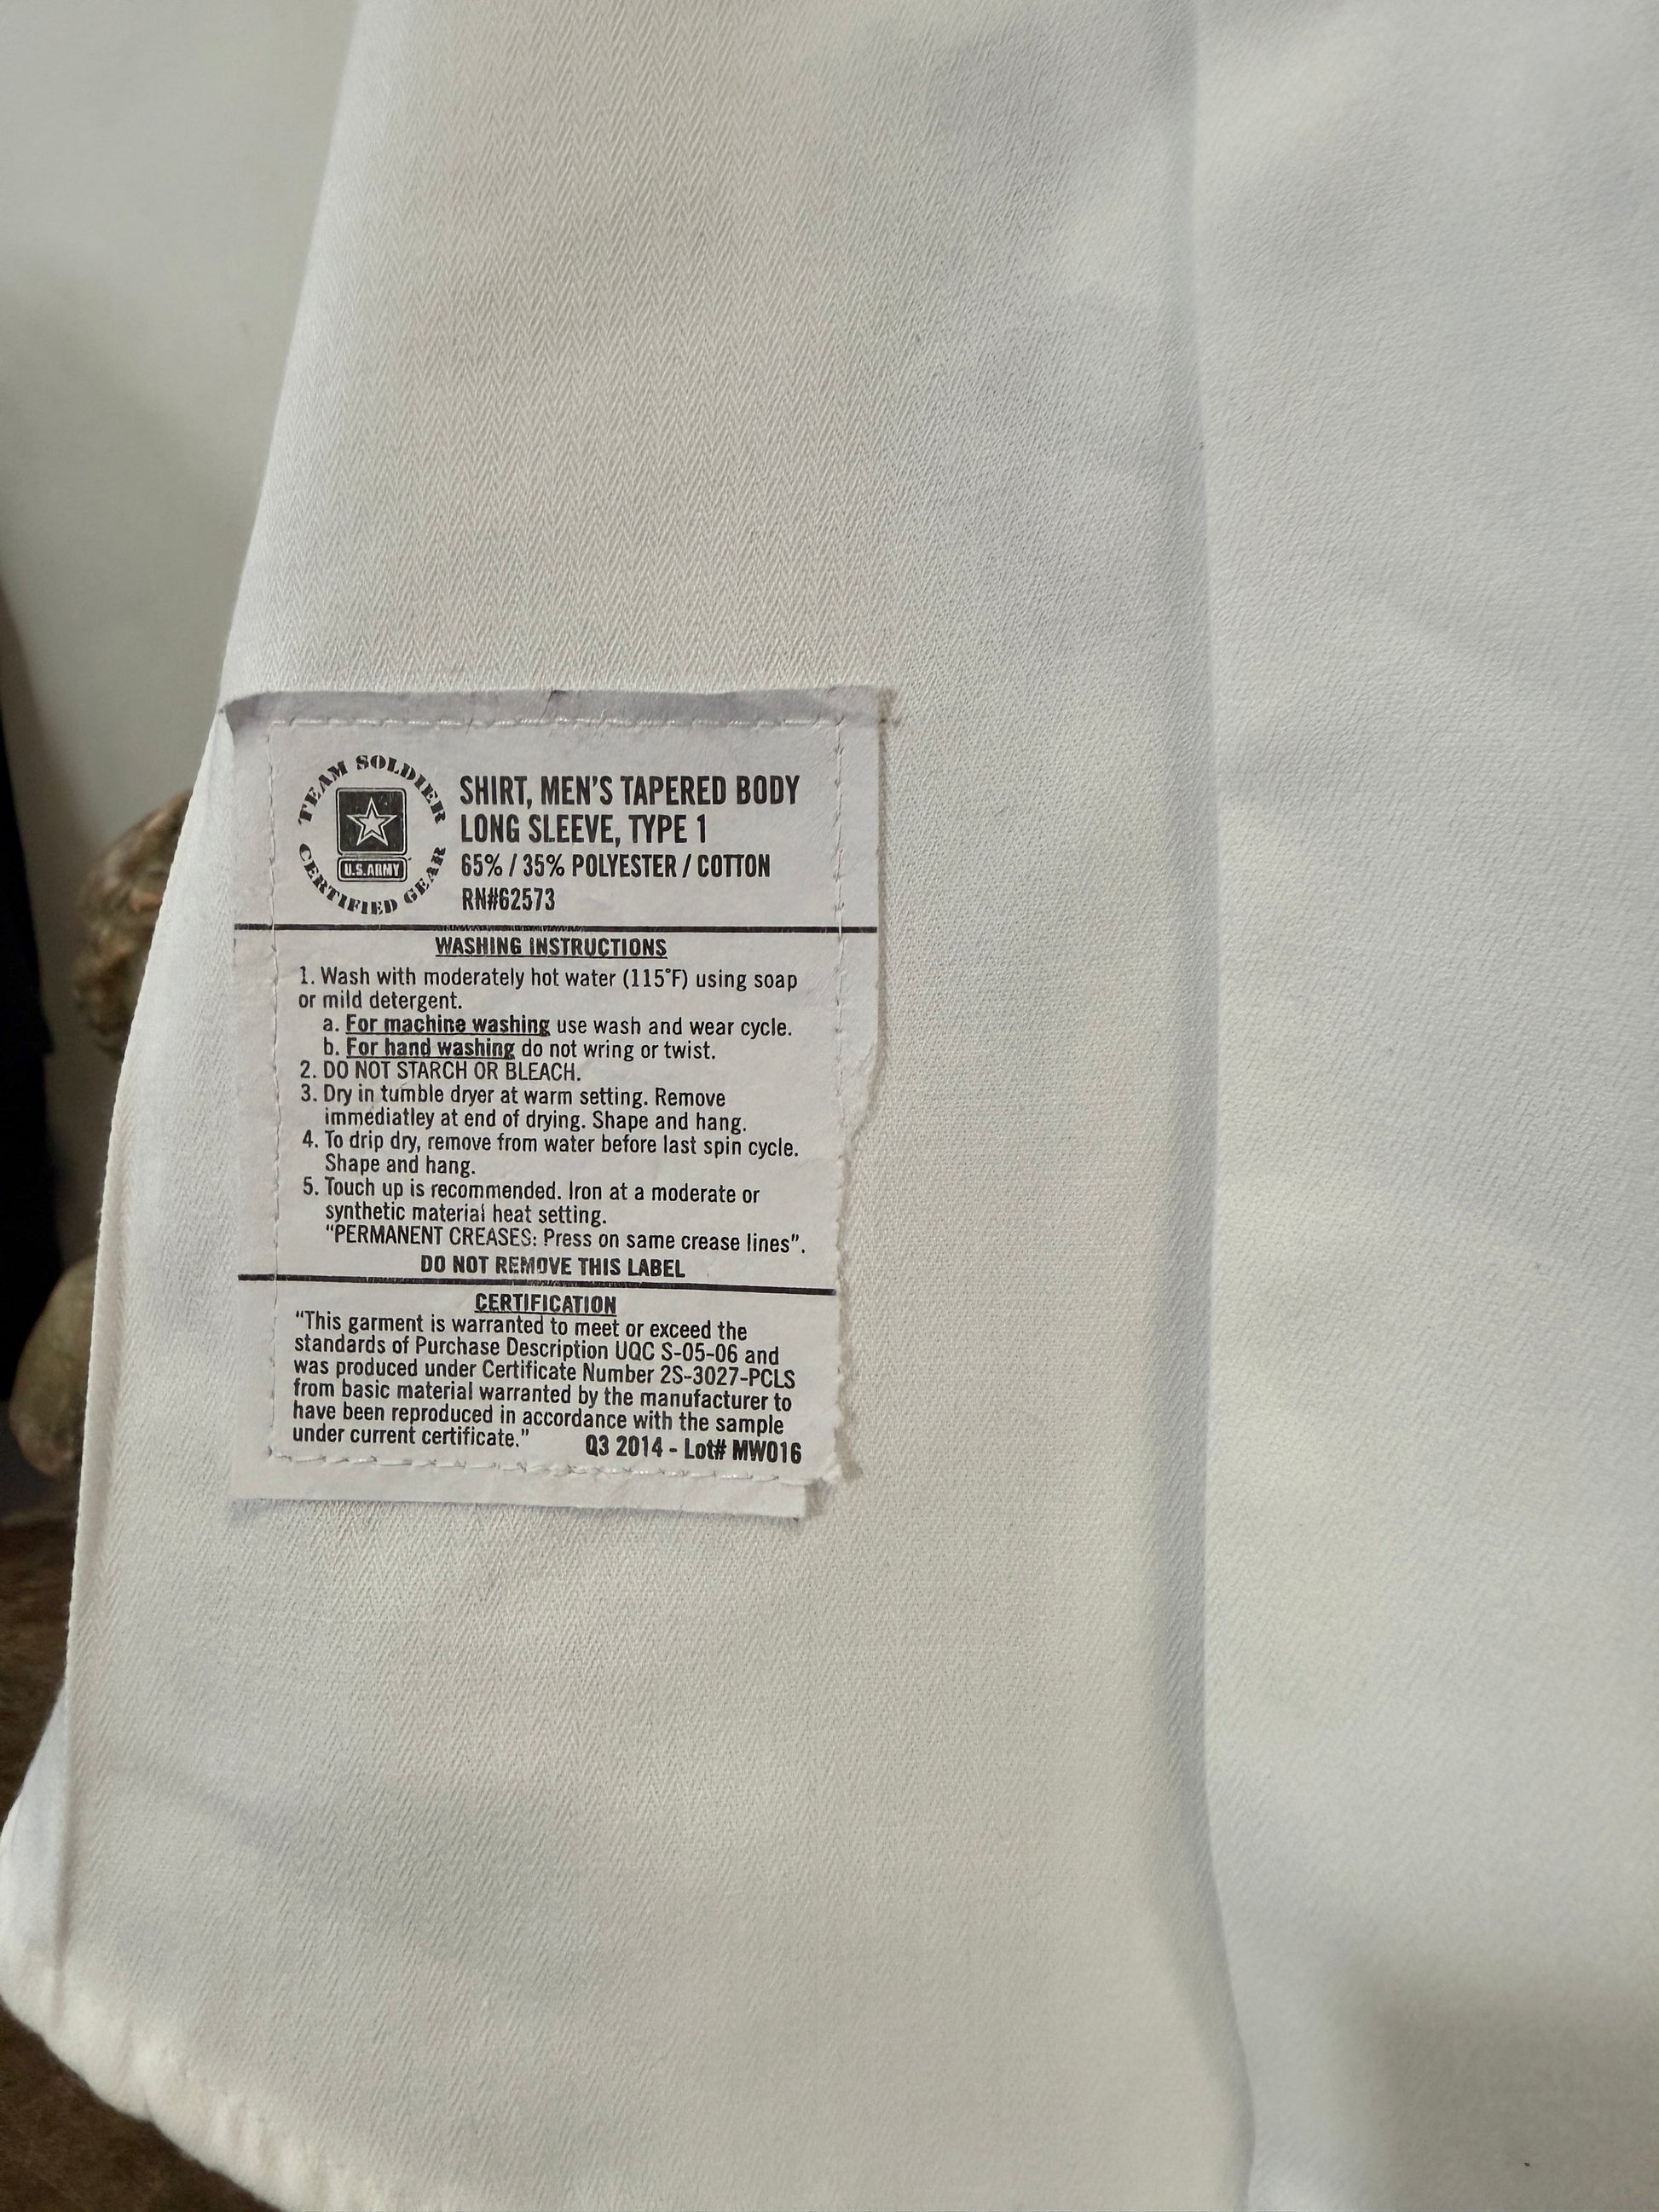 TEAM SOLDIER
CERTIFIED GEAR
U.S.ARMY
SHIRT, MEN'S TAPERED BODY
LONG SLEEVE, TYPE 1
65% / 35% POLYESTER / COTTON
RN#62573
WASHING INSTRUCTIONS
1. Wash with moderately hot water (115°F) using soap
or mild detergent.
a. For machine washing use wash and wear cycle.
b. For hand washing do not wring or twist.
2. DO NOT STARCH OR BLEACH.
3. Dry in tumble dryer at warm setting. Remove
immediatley at end of drying. Shape and hang.
4. To drip dry, remove from water before last spin cycle.
Shape and hang.
5. Touch up is recommended. Iron at a moderate or
synthetic material heat setting.
"PERMANENT CREASES: Press on same crease lines".
DO NOT REMOVE THIS LABEL
CERTIFICATION
"This garment is warranted to meet or exceed the
standards of Purchase Description UQC S-05-06 and
was produced under Certificate Number 2S-3027-PCLS
from basic material warranted by the manufacturer to
have been reproduced in accordance with the sample
under current certificate." Q3 2014 - Lot# MW016